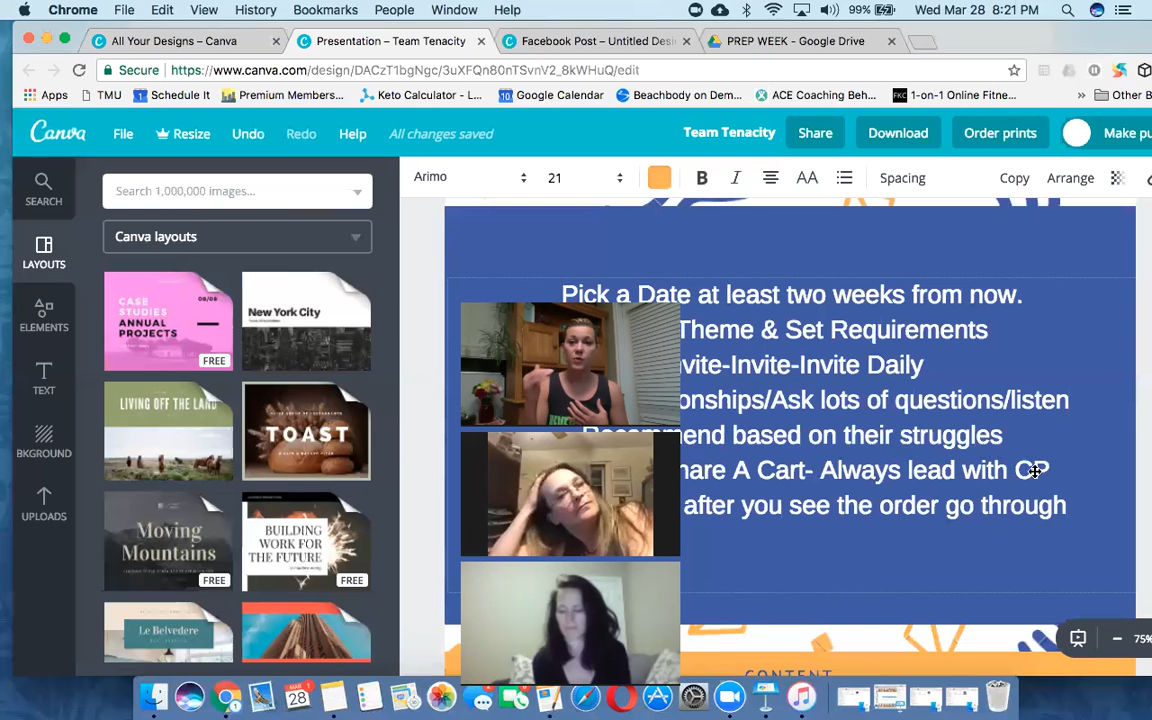 Chrome File Edit View History Bookmarks People Window Help 99% Wed Mar 28 8:21 PM
All Your Designs – Canva Presentation – Team Tenacity Facebook Post – Untitled Desi PREP WEEK - Google Drive
Secure https://www.canva.com/design/DACzT1bgNgc/3uXFQn80nTSvnV2_8kWHuQ/edit
Apps TMU Schedule It Premium Members... Keto Calculator - L... Google Calendar Beachbody on Dem... ACE Coaching Beh... FKC 1-on-1 Online Fitne... » Other B
Canva File Resize Undo Redo Help All changes saved Team Tenacity Share Download Order prints Make pu
SEARCH
LAYOUTS
ELEMENTS
TEXT
BKGROUND
UPLOADS
Search 1,000,000 images...
Canva layouts
CASE
STUDIES
ANNUAL
PROJECTS
08/08
FREE
New York City
LIVING OFF THE LAND
TOAST
Moving
Mountains
FREE
BUILDING
WORK FOR
THE FUTURE
FREE
Le Belvedere
Arimo 21 B I AA Spacing Copy Arrange
Pick a Date at least two weeks from now.
Theme & Set Requirements
vite-Invite-Invite Daily
onships/Ask lots of questions/listen
Recommend based on their struggles
hare A Cart- Always lead with CP
after you see the order go through
CONTENT
75%
MAR
28